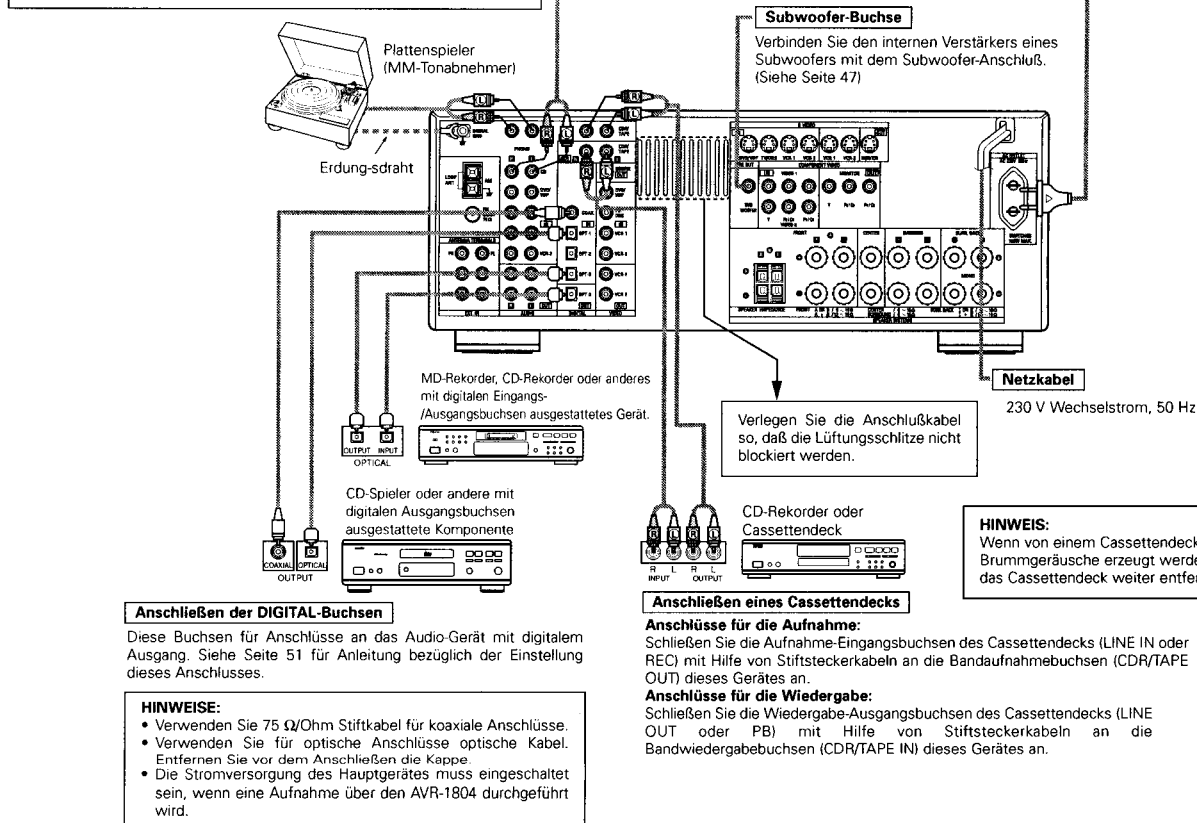 Subwoofer-Buchse
Verbinden Sie den internen Verstärkers eines
Subwoofers mit dem Subwoofer-Anschluß.
(Siehe Seite 47)
Plattenspieler
(MM-Tonabnehmer)
Erdung-sdraht
Netzkabel
230 V Wechselstrom, 50 Hz
MD-Rekorder, CD-Rekorder oder anderes
mit digitalen Eingangs-
/Ausgangsbuchsen ausgestattetes Gerät.
OUTPUT INPUT
OPTICAL
Verlegen Sie die Anschlußkabel
so, daß die Lüftungsschlitze nicht
blockiert werden.
CD-Spieler oder andere mit
digitalen Ausgangsbuchsen
ausgestattete Komponente
COAXIAL OPTICAL
OUTPUT
CD-Rekorder oder
Cassettendeck
R L R L
INPUT OUTPUT
HINWEIS:
Wenn von einem Cassettendeck
Brummgeräusche erzeugt werde
das Cassettendeck weiter entfer
Anschließen der DIGITAL-Buchsen
Diese Buchsen für Anschlüsse an das Audio-Gerät mit digitalem
Ausgang. Siehe Seite 51 für Anleitung bezüglich der Einstellung
dieses Anschlusses.
HINWEISE:
• Verwenden Sie 75 Ω/Ohm Stiftkabel für koaxiale Anschlüsse.
• Verwenden Sie für optische Anschlüsse optische Kabel.
Entfernen Sie vor dem Anschließen die Kappe.
• Die Stromversorgung des Hauptgerätes muss eingeschaltet
sein, wenn eine Aufnahme über den AVR-1804 durchgeführt
wird.
Anschließen eines Cassettendecks
Anschlüsse für die Aufnahme:
Schließen Sie die Aufnahme-Eingangsbuchsen des Cassettendecks (LINE IN oder
REC) mit Hilfe von Stiftsteckerkabeln an die Bandaufnahmebuchsen (CDR/TAPE
OUT) dieses Gerätes an.
Anschlüsse für die Wiedergabe:
Schließen Sie die Wiedergabe-Ausgangsbuchsen des Cassettendecks (LINE
OUT oder PB) mit Hilfe von Stiftsteckerkabeln an die
Bandwiedergabebuchsen (CDR/TAPE IN) dieses Gerätes an.